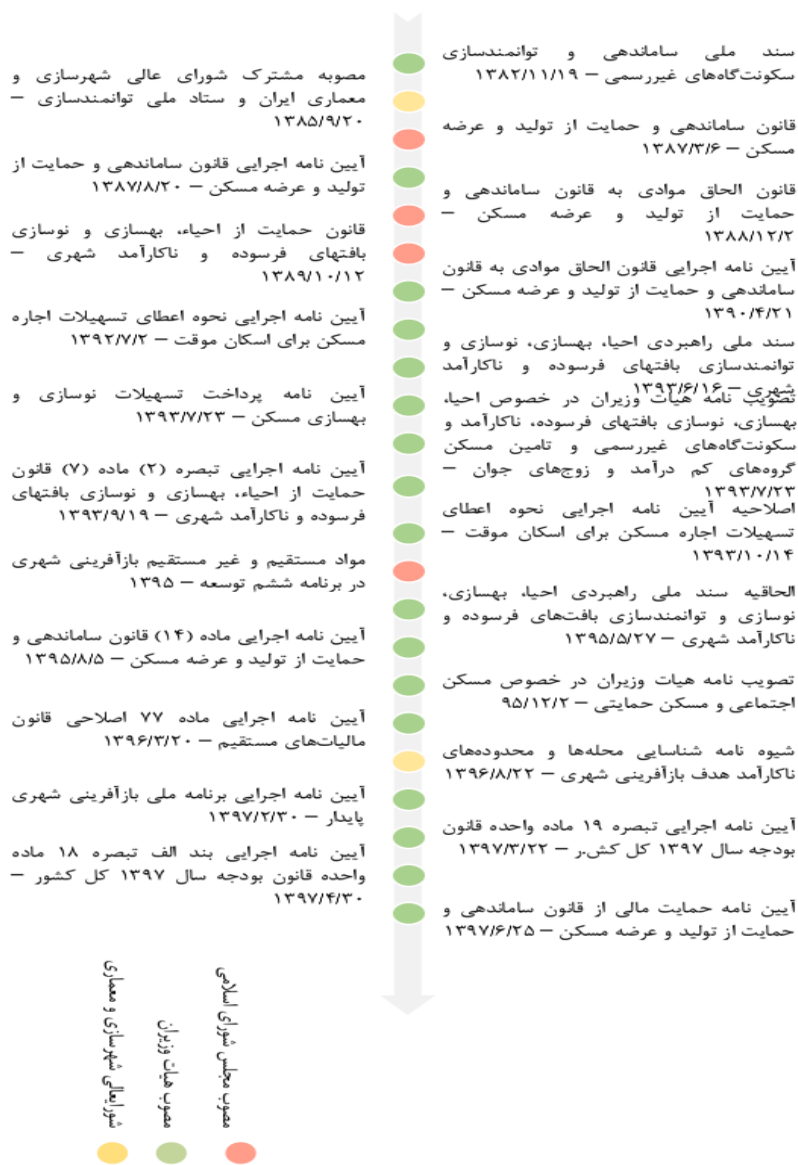 سند ملی ساماندهی و توانمندسازی
سکونت‌گاه‌های غیررسمی – ۱۳۸۲/۱۱/۱۹
مصوبه مشترک شورای عالی شهرسازی و
معماری ایران و ستاد ملی توانمندسازی –
۱۳۸۵/۹/۲۰
قانون ساماندهی و حمایت از تولید و عرضه
مسکن – ۱۳۸۷/۳/۶
آیین نامه اجرایی قانون ساماندهی و حمایت از
تولید و عرضه مسکن – ۱۳۸۷/۸/۲۰
قانون الحاق موادی به قانون ساماندهی و
حمایت از تولید و عرضه مسکن –
۱۳۸۸/۱۲/۲
قانون حمایت از احیاء، بهسازی و نوسازی
بافتهای فرسوده و ناکارآمد شهری –
۱۳۸۹/۱۰/۱۲
آیین نامه اجرایی قانون الحاق موادی به قانون
ساماندهی و حمایت از تولید و عرضه مسکن –
۱۳۹۰/۴/۲۱
آیین نامه اجرایی نحوه اعطای تسهیلات اجاره
مسکن برای اسکان موقت – ۱۳۹۲/۷/۲
سند ملی راهبردی احیا، بهسازی، نوسازی و
توانمندسازی بافتهای فرسوده و ناکارآمد
شهری – ۱۳۹۳/۶/۱۶
آیین نامه پرداخت تسهیلات نوسازی و
بهسازی مسکن – ۱۳۹۳/۷/۲۳
تصویب نامه هیات وزیران در خصوص احیا،
بهسازی، نوسازی بافتهای فرسوده، ناکارآمد و
سکونت‌گاه‌های غیررسمی و تامین مسکن
گروه‌های کم درآمد و زوج‌های جوان –
۱۳۹۳/۷/۲۳
آیین نامه اجرایی تبصره (۲) ماده (۷) قانون
حمایت از احیاء، بهسازی و نوسازی بافتهای
فرسوده و ناکارآمد شهری – ۱۳۹۳/۹/۱۹
اصلاحیه آیین نامه اجرایی نحوه اعطای
تسهیلات اجاره مسکن برای اسکان موقت –
۱۳۹۳/۱۰/۱۴
مواد مستقیم و غیر مستقیم بازآفرینی شهری
در برنامه ششم توسعه – ۱۳۹۵
الحاقیه سند ملی راهبردی احیا، بهسازی،
نوسازی و توانمندسازی بافت‌های فرسوده و
ناکارآمد شهری – ۱۳۹۵/۵/۲۷
آیین نامه اجرایی ماده (۱۴) قانون ساماندهی و
حمایت از تولید و عرضه مسکن – ۱۳۹۵/۸/۵
تصویب نامه هیات وزیران در خصوص مسکن
اجتماعی و مسکن حمایتی – ۹۵/۱۲/۲
آیین نامه اجرایی ماده ۷۷ اصلاحی قانون
مالیات‌های مستقیم – ۱۳۹۶/۳/۲۰
شیوه نامه شناسایی محله‌ها و محدوده‌های
ناکارآمد هدف بازآفرینی شهری – ۱۳۹۶/۸/۲۲
آیین نامه اجرایی برنامه ملی بازآفرینی شهری
پایدار – ۱۳۹۷/۲/۳۰
آیین نامه اجرایی تبصره ۱۹ ماده واحده قانون
بودجه سال ۱۳۹۷ کل کش.ر – ۱۳۹۷/۳/۲۲
آیین نامه اجرایی بند الف تبصره ۱۸ ماده
واحده قانون بودجه سال ۱۳۹۷ کل کشور –
۱۳۹۷/۴/۳۰
آیین نامه حمایت مالی از قانون ساماندهی و
حمایت از تولید و عرضه مسکن – ۱۳۹۷/۶/۲۵
مصوب مجلس شورای اسلامی
مصوب هیات وزیران
شورایعالی شهرسازی و معماری